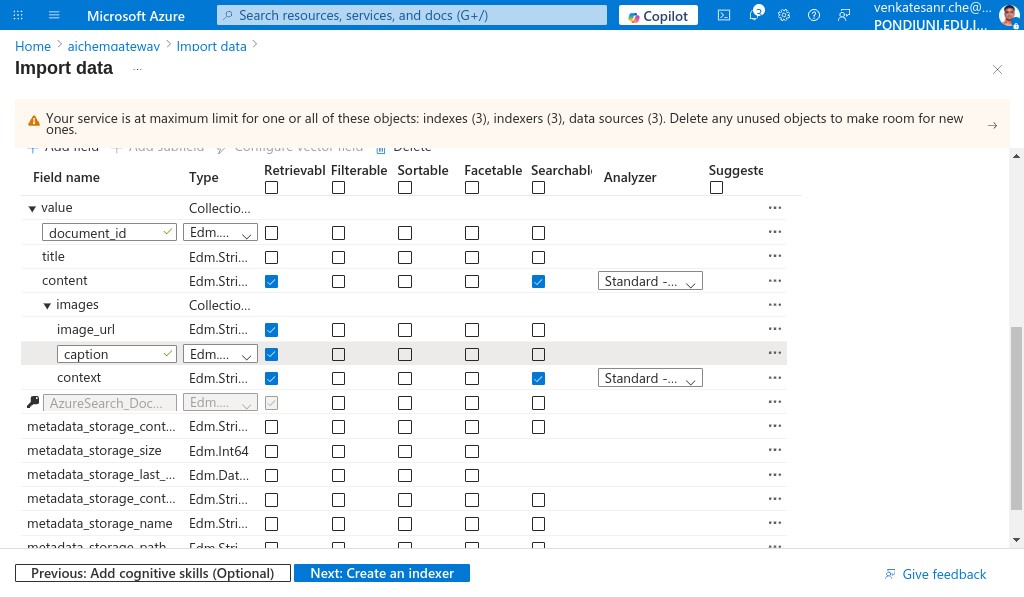 Microsoft Azure
Search resources, services, and docs (G+/)
Copilot
3
venkatesanr.che@...
PONDIUNI.EDU.I...
Home > aichemgateway > Import data >
Import data ...
Your service is at maximum limit for one or all of these objects: indexes (3), indexers (3), data sources (3). Delete any unused objects to make room for new
ones.
+ Add field + Add subfield Configure vector field Delete
Field name Type Retrievabl Filterable Sortable Facetable Searchabl Analyzer Suggeste
value Collectio...
document_id Edm....
title Edm.Stri...
content Edm.Stri... Standard -...
images Collectio...
image_url Edm.Stri...
caption Edm....
context Edm.Stri... Standard -...
AzureSearch_Doc... Edm....
metadata_storage_cont... Edm.Stri...
metadata_storage_size Edm.Int64
metadata_storage_last_... Edm.Dat...
metadata_storage_cont... Edm.Stri...
metadata_storage_name Edm.Stri...
metadata_storage_path Edm.Stri...
Previous: Add cognitive skills (Optional) Next: Create an indexer Give feedback